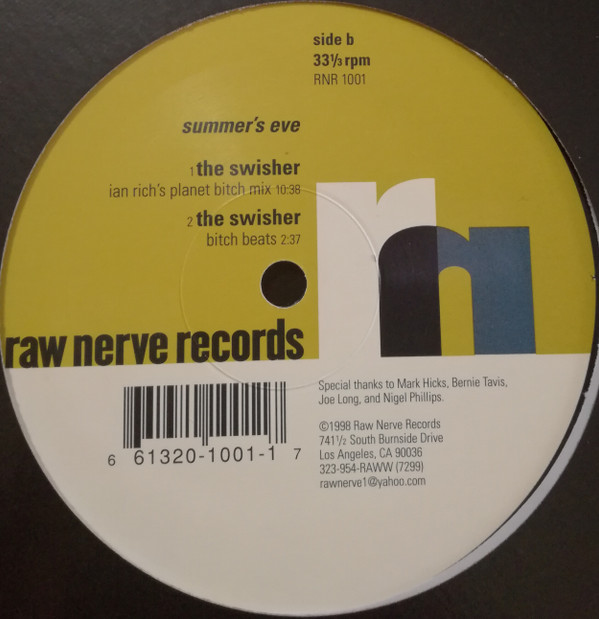 side b
33⅓ rpm
RNR 1001
summer's eve
1 the swisher
ian rich's planet bitch mix 10:38
2 the swisher
bitch beats 2:37
rn
raw nerve records
6 61320-1001-1 7
Special thanks to Mark Hicks, Bernie Tavis,
Joe Long, and Nigel Phillips.
©1998 Raw Nerve Records
741½ South Burnside Drive
Los Angeles, CA 90036
323-954-RAWW (7299)
rawnerve1@yahoo.com